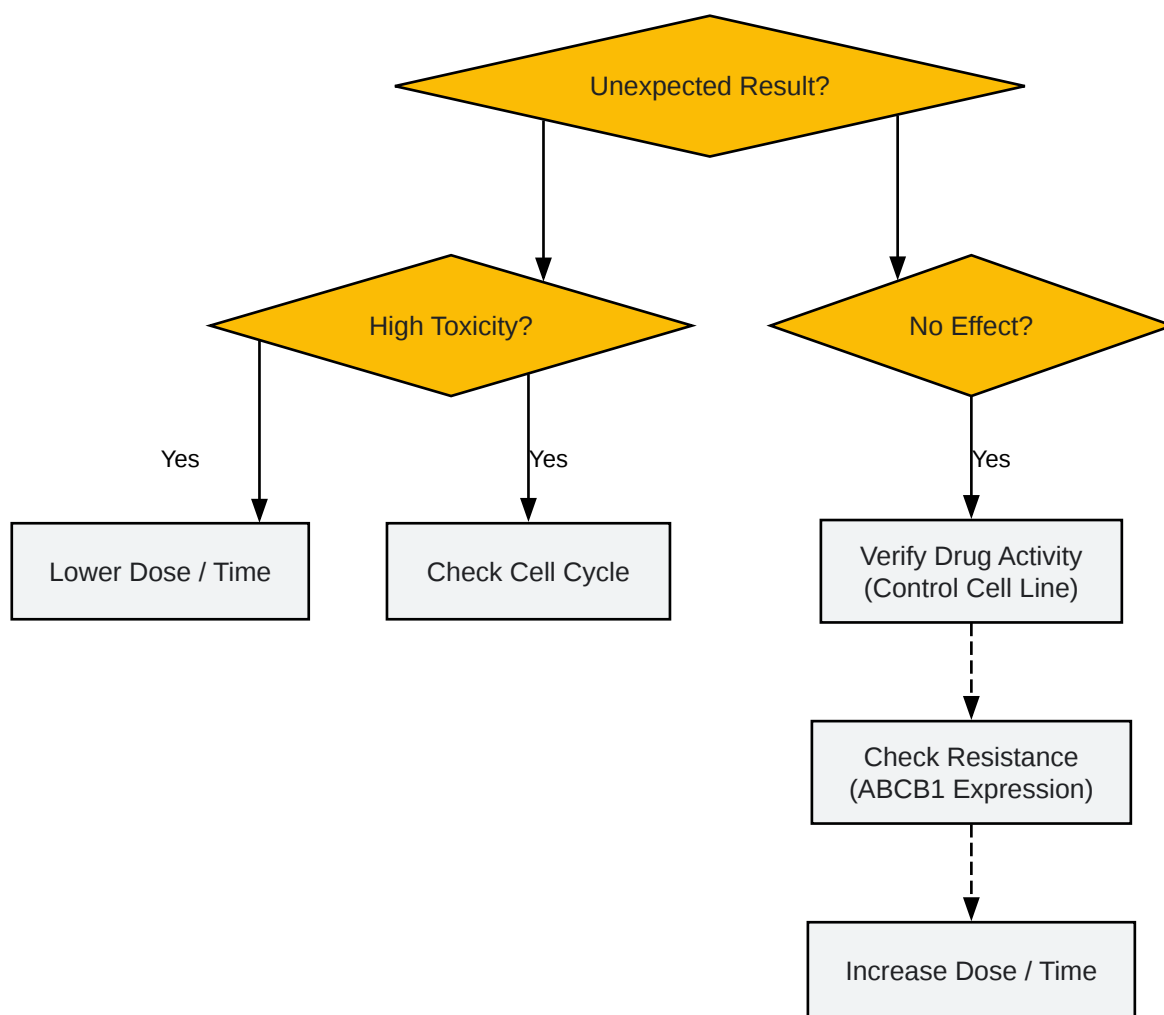 Unexpected Result?
High Toxicity?
No Effect?
Yes
Yes
Yes
Lower Dose / Time
Check Cell Cycle
Verify Drug Activity
(Control Cell Line)
Check Resistance
(ABCB1 Expression)
Increase Dose / Time